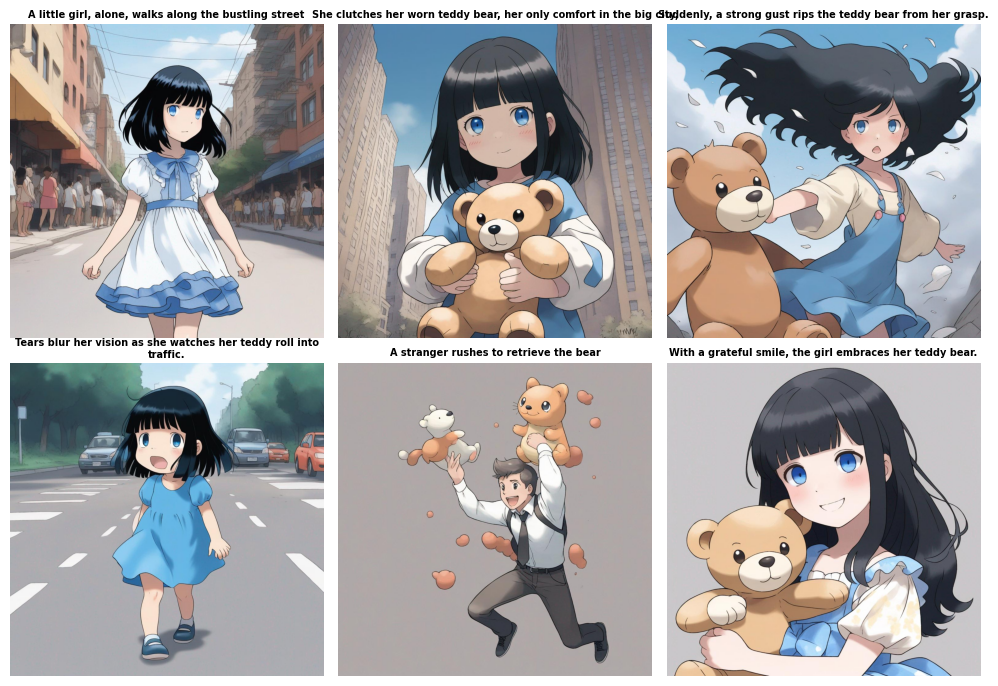 A little girl, alone, walks along the bustling street
She clutches her worn teddy bear, her only comfort in the big city.
Suddenly, a strong gust rips the teddy bear from her grasp.
Tears blur her vision as she watches her teddy roll into
traffic.
A stranger rushes to retrieve the bear
With a grateful smile, the girl embraces her teddy bear.